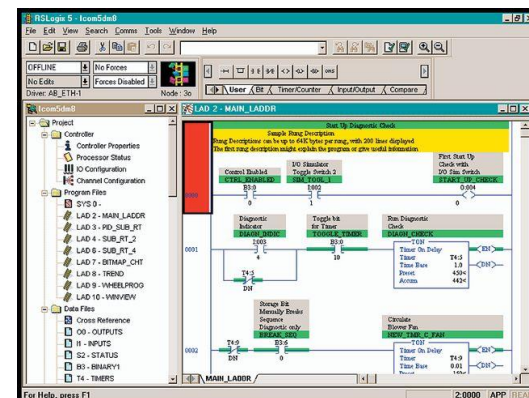 RSLogix 5 - Icom5dm8
File Edit View Search Comms Tools Window Help
OFFLINE No Forces
No Edits Forces Disabled
Driver: AB_ETH-1 Node : 3o
User Bit Timer/Counter Input/Output Compare
Icom5dm8
Project
Controller
Controller Properties
Processor Status
IO Configuration
Channel Configuration
Program Files
SYS 0 -
LAD 2 - MAIN_LADDR
LAD 3 - PID_SUB_RT
LAD 4 - SUB_RT_2
LAD 6 - SUB_RT_4
LAD 7 - BITMAP_CHT
LAD 8 - TREND
LAD 9 - WHEELPROG
LAD 10 - WINVIEW
Data Files
Cross Reference
O0 - OUTPUTS
I1 - INPUTS
S2 - STATUS
B3 - BINARY1
T4 - TIMERS
LAD 2 - MAIN_LADDR
Start Up Diagnostic Check
Sample Rung Description
Rung Descriptions can be up to 64K bytes per rung, with 200 lines displayed
The first rung description might explain the program or give useful information
First Start Up
I/O Simulator Check with
Control Enabled Toggle Switch 2 I/O Sim Switch
CTRL_ENABLED SIM_TOGL_1 START_UP_CHECK
B3:0 I:002 O:004
0000
0 1 0
Diagnostic Toggle bit Run Diagnostic
Indicator for Timer Check
DIAGN_INDIC TOGGLE_TIMER DIAGN_CHECK
I:003 B3:0 TON
0001 Timer On Delay EN
4 10 Timer T4:5
Time Base 1.0 DN
T4:5 Preset 450<
Accum 442<
DN
Storage Bit
Manually Breaks
Sequence Circulate
Diagnostic only Blower Fan
BREAK_SEQ NEW_TMR_C_FAN
T4:9 B3:6 TON
0002 Timer On Delay EN
DN 0 Timer T4:9
Time Base 0.01 DN
MAIN_LADDR
For Help, press F1 2:0000 APP READ